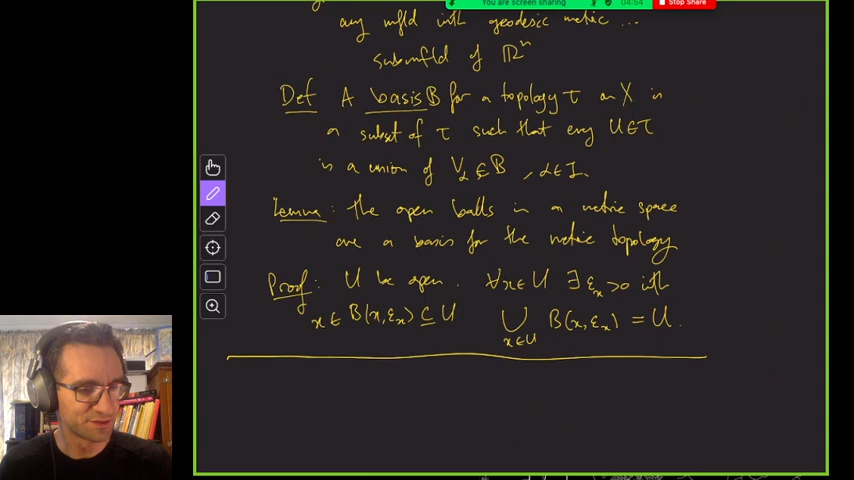 You are screen sharing 04:54 Stop Share
any mfld with geodesic metric ...
submfld of ℝⁿ
Def A basis B for a topology τ on X is
a subset of τ such that every U∈τ
is a union of V_α ∈ B , α∈I.
Lemma: the open balls in a metric space
are a basis for the metric topology
Proof: U be open. ∀x∈U ∃ε_x>0 with
x∈B(x,ε_x)⊆U ⋃_{x∈U} B(x,ε_x) = U.